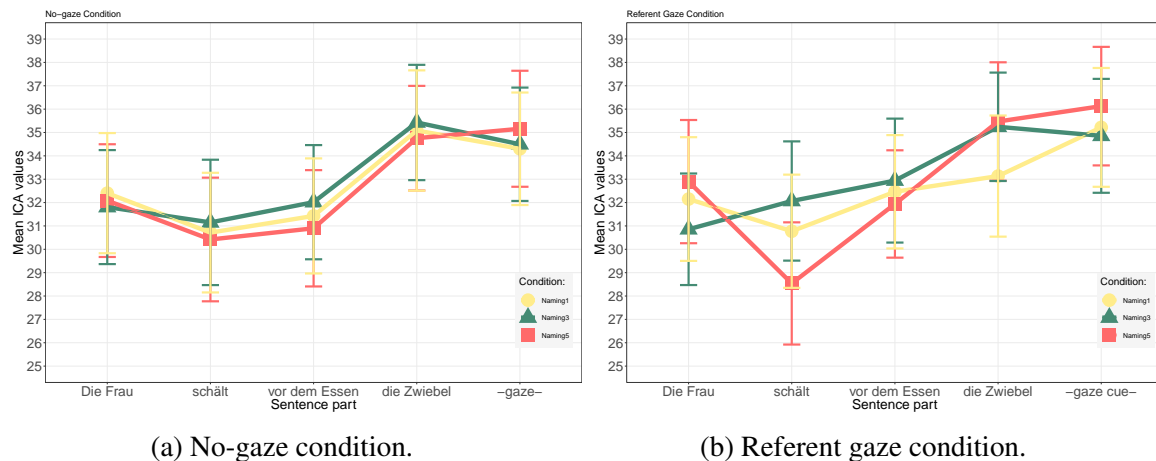 No−gaze Condition
Mean ICA values
39
38
37
36
35
34
33
32
31
30
29
28
27
26
25
Condition:
Naming1
Naming3
Naming5
Die Frau schält vor dem Essen die Zwiebel −gaze−
Sentence part
(a) No-gaze condition.
Referent Gaze Condition
Mean ICA values
39
38
37
36
35
34
33
32
31
30
29
28
27
26
25
Condition:
Naming1
Naming3
Naming5
Die Frau schält vor dem Essen die Zwiebel −gaze cue−
Sentence part
(b) Referent gaze condition.